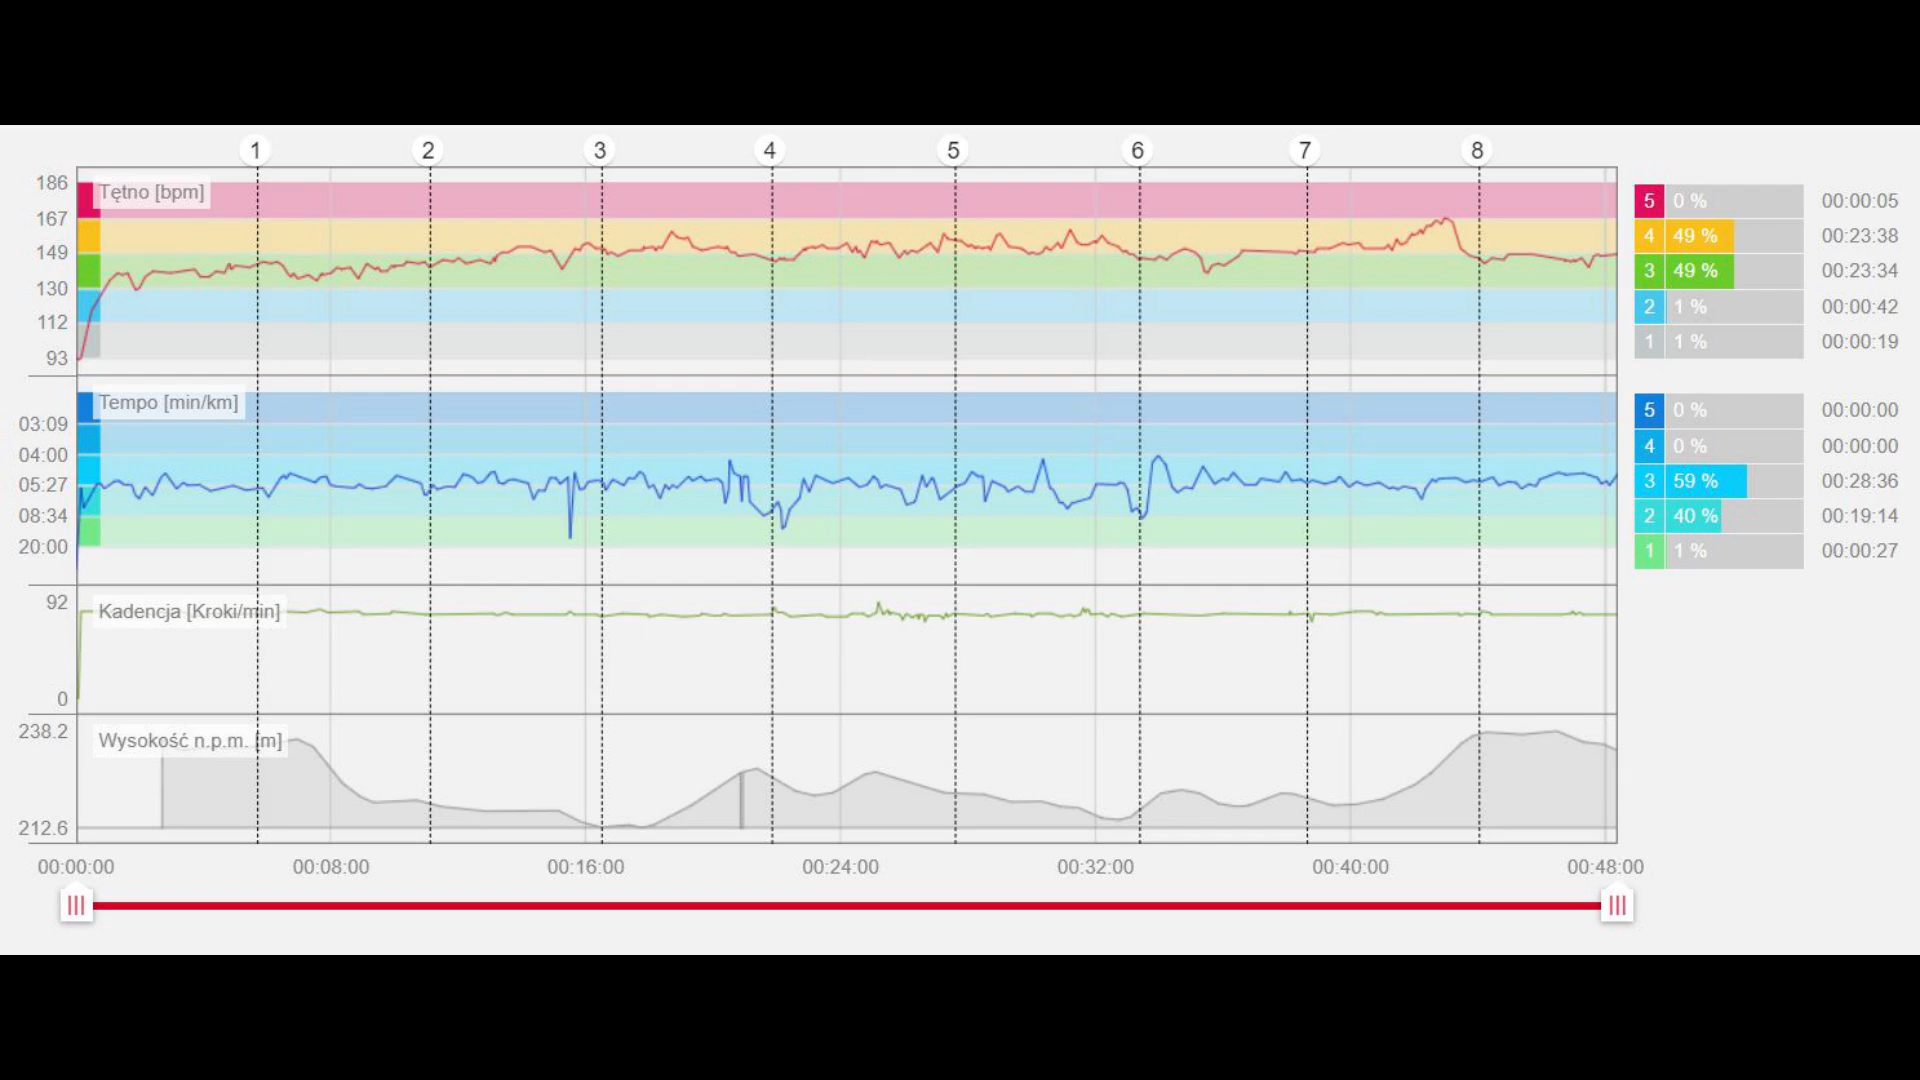 1 2 3 4 5 6 7 8
186
Tętno [bpm]
167
149
130
112
93
5 0 % 00:00:05
4 49 % 00:23:38
3 49 % 00:23:34
2 1 % 00:00:42
1 1 % 00:00:19
Tempo [min/km]
03:09
04:00
05:27
08:34
20:00
5 0 % 00:00:00
4 0 % 00:00:00
3 59 % 00:28:36
2 40 % 00:19:14
1 1 % 00:00:27
92
Kadencja [Kroki/min]
0
238.2
Wysokość n.p.m. [m]
212.6
00:00:00 00:08:00 00:16:00 00:24:00 00:32:00 00:40:00 00:48:00